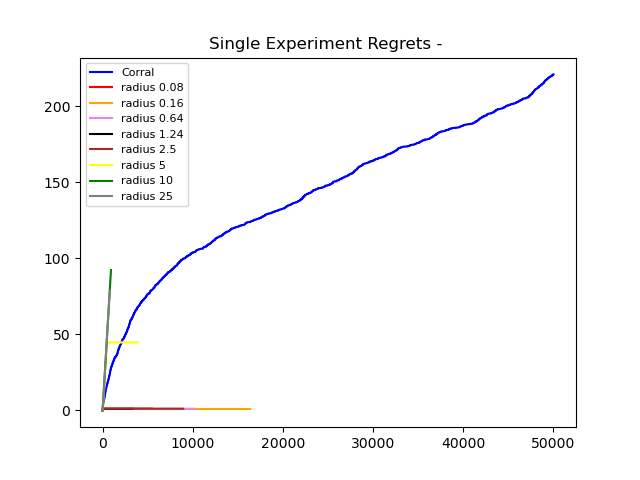 Single Experiment Regrets -
Corral
radius 0.08
radius 0.16
radius 0.64
radius 1.24
radius 2.5
radius 5
radius 10
radius 25
200
150
100
50
0
0 10000 20000 30000 40000 50000